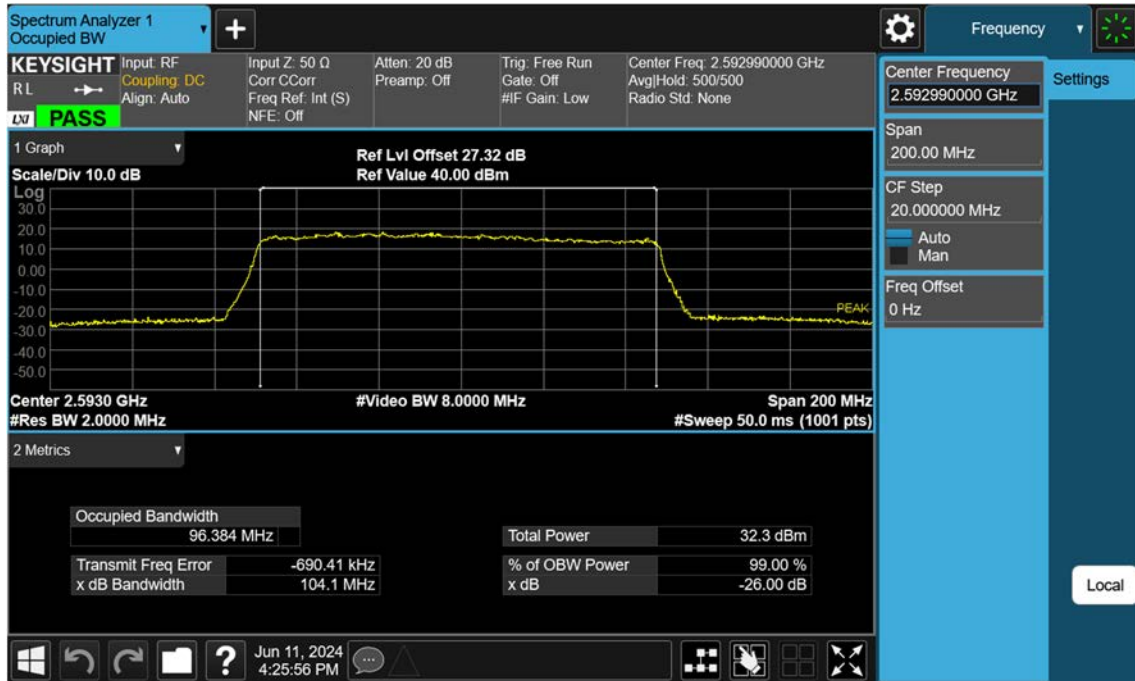 Spectrum Analyzer 1
Occupied BW
Frequency
KEYSIGHT
R L
LXI
PASS
Input: RF
Coupling: DC
Align: Auto
Input Z: 50 Ω
Corr CCorr
Freq Ref: Int (S)
NFE: Off
Atten: 20 dB
Preamp: Off
Trig: Free Run
Gate: Off
#IF Gain: Low
Center Freq: 2.592990000 GHz
Avg|Hold: 500/500
Radio Std: None
Center Frequency
2.592990000 GHz
Settings
Span
200.00 MHz
CF Step
20.000000 MHz
Auto
Man
Freq Offset
0 Hz
Local
1 Graph
Ref Lvl Offset 27.32 dB
Scale/Div 10.0 dB
Ref Value 40.00 dBm
Log
30.0
20.0
10.0
0.00
-10.0
-20.0
-30.0
-40.0
-50.0
PEAK
Center 2.5930 GHz
#Video BW 8.0000 MHz
Span 200 MHz
#Res BW 2.0000 MHz
#Sweep 50.0 ms (1001 pts)
2 Metrics
Occupied Bandwidth
96.384 MHz
Total Power 32.3 dBm
Transmit Freq Error -690.41 kHz
% of OBW Power 99.00 %
x dB Bandwidth 104.1 MHz
x dB -26.00 dB
?
Jun 11, 2024
4:25:56 PM